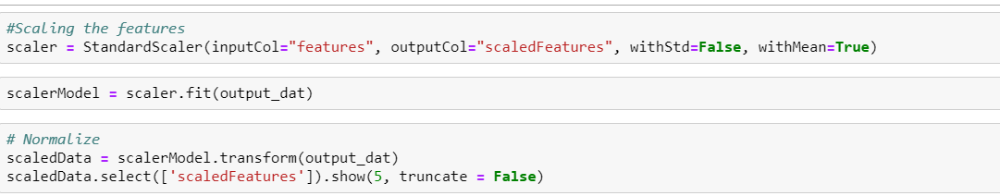 #Scaling the features
scaler = StandardScaler(inputCol="features", outputCol="scaledFeatures", withStd=False, withMean=True)
scalerModel = scaler.fit(output_dat)
# Normalize
scaledData = scalerModel.transform(output_dat)
scaledData.select(['scaledFeatures']).show(5, truncate = False)